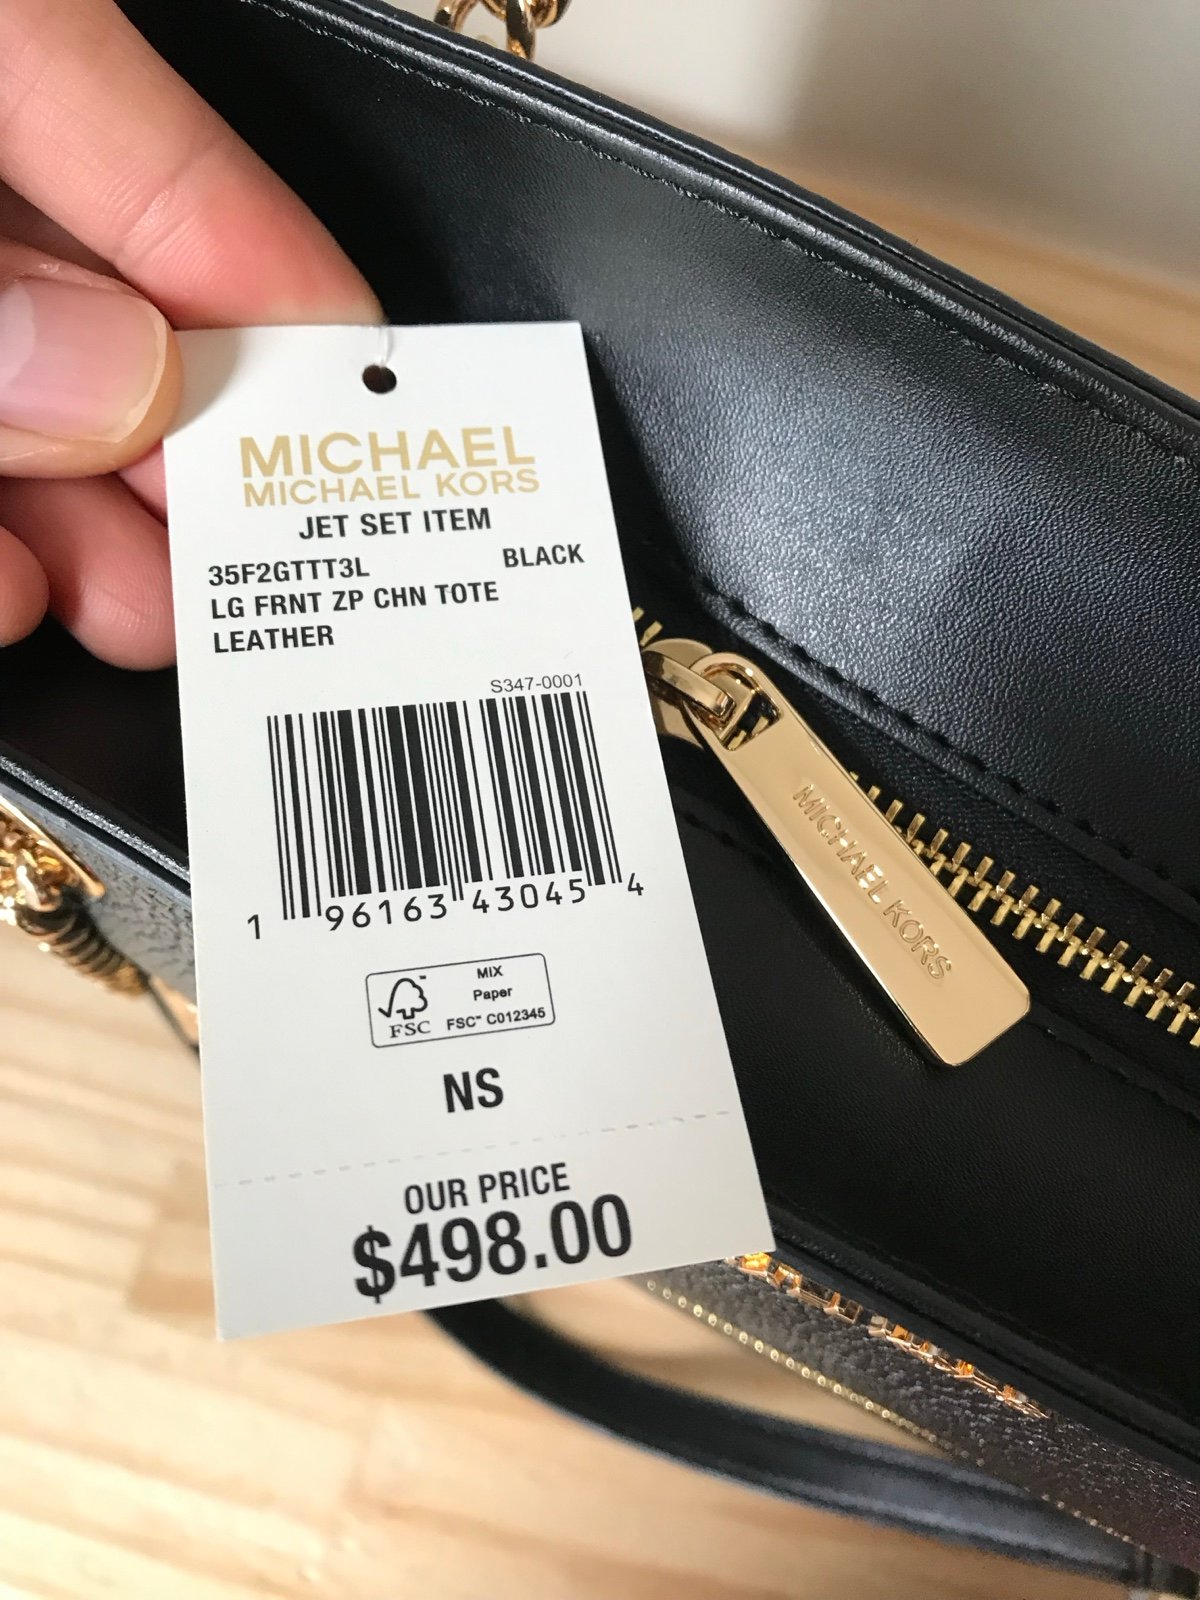 MICHAEL
MICHAEL KORS
JET SET ITEM
35F2GTTT3L BLACK
LG FRNT ZP CHN TOTE
LEATHER
S347-0001
1 96163 43045 4
FSC™
MIX
Paper
FSC™ C012345
NS
OUR PRICE
$498.00
MICHAEL KORS